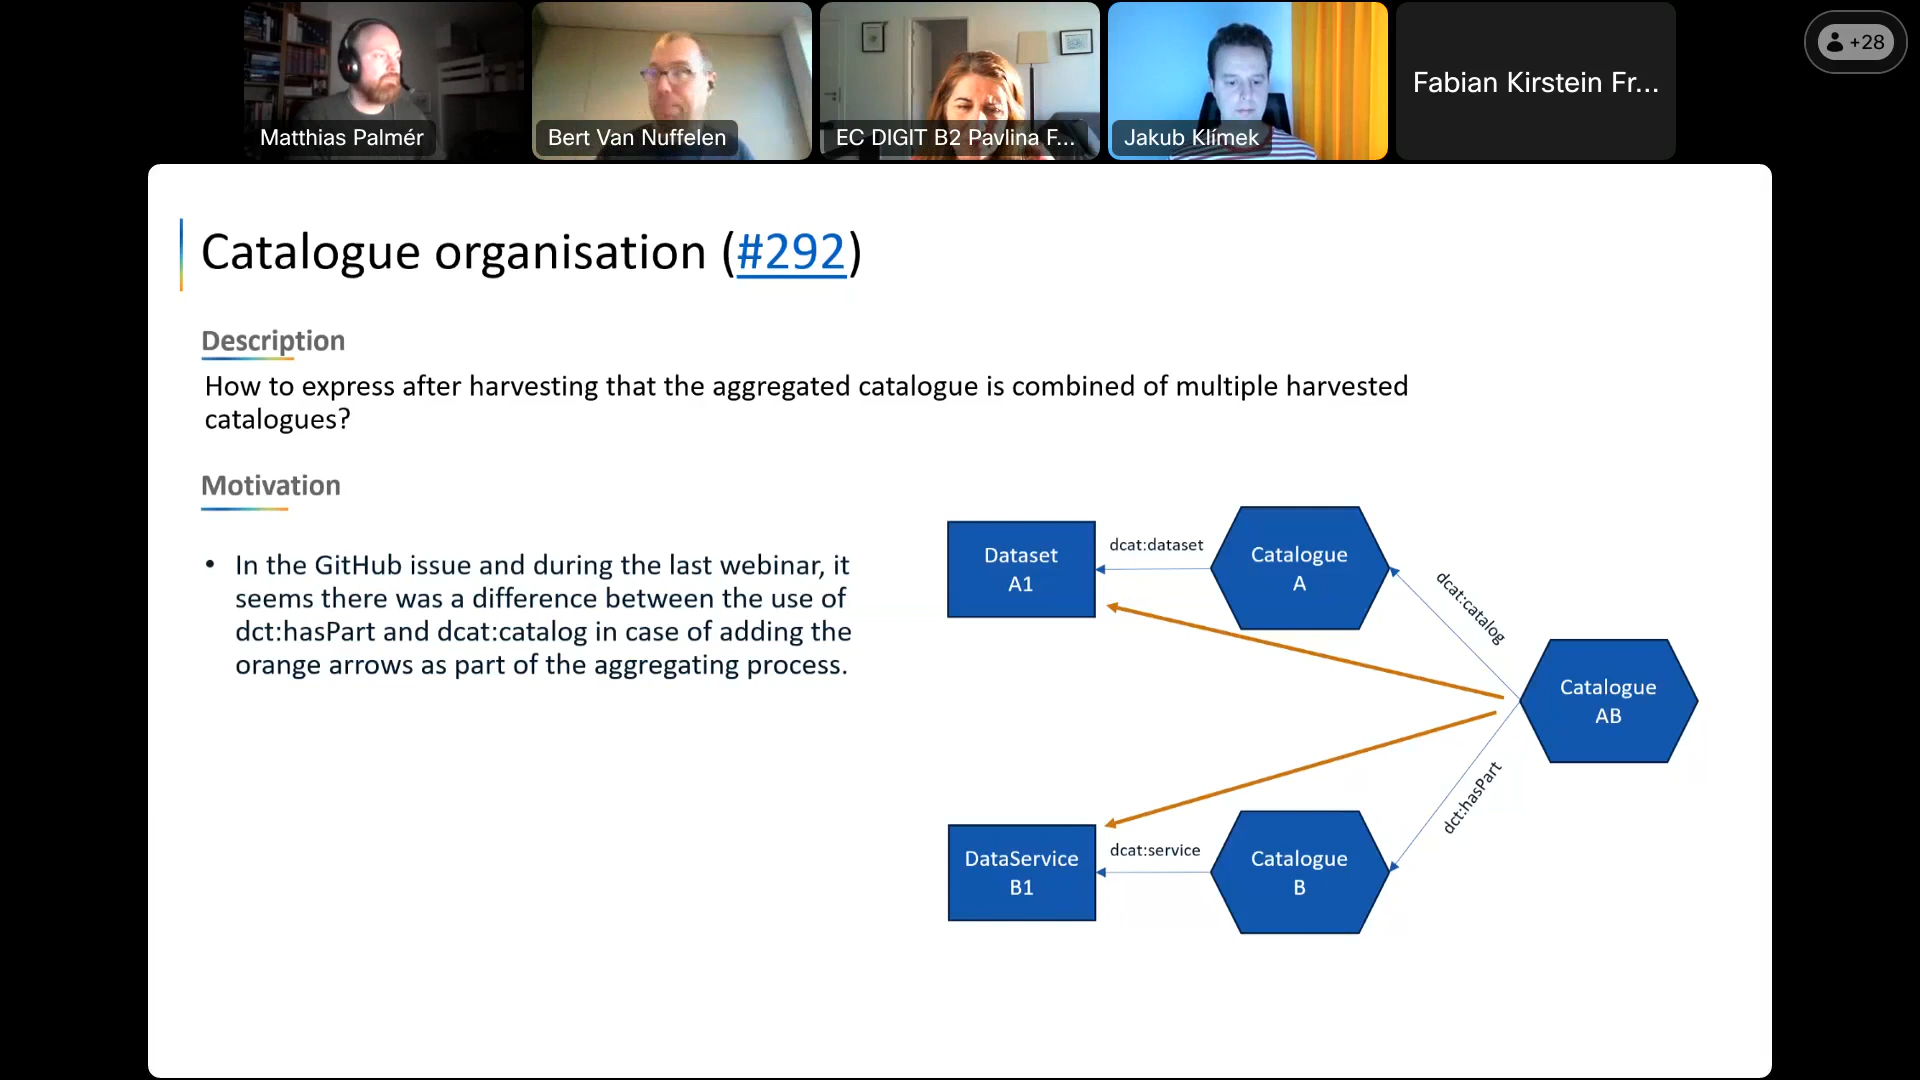 Matthias Palmér
Bert Van Nuffelen
EC DIGIT B2 Pavlina F...
Jakub Klímek
Fabian Kirstein Fr...
+28
Catalogue organisation (#292)
Description
How to express after harvesting that the aggregated catalogue is combined of multiple harvested
catalogues?
Motivation
• In the GitHub issue and during the last webinar, it
seems there was a difference between the use of
dct:hasPart and dcat:catalog in case of adding the
orange arrows as part of the aggregating process.
Dataset
A1
dcat:dataset
Catalogue
A
dcat:catalog
Catalogue
AB
dct:hasPart
DataService
B1
dcat:service
Catalogue
B